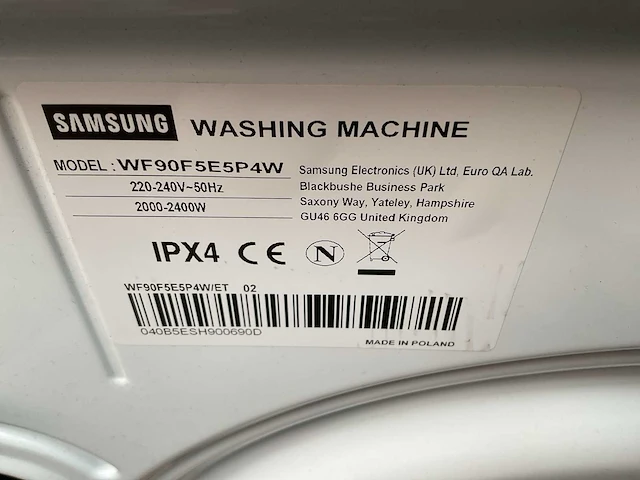 SAMSUNG WASHING MACHINE
MODEL : WF90F5E5P4W
220-240V~50Hz
2000-2400W
Samsung Electronics (UK) Ltd, Euro QA Lab.
Blackbushe Business Park
Saxony Way, Yateley, Hampshire
GU46 6GG United Kingdom
IPX4 CE N
WF90F5E5P4W/ET 02
040B5ESH900690D
MADE IN POLAND